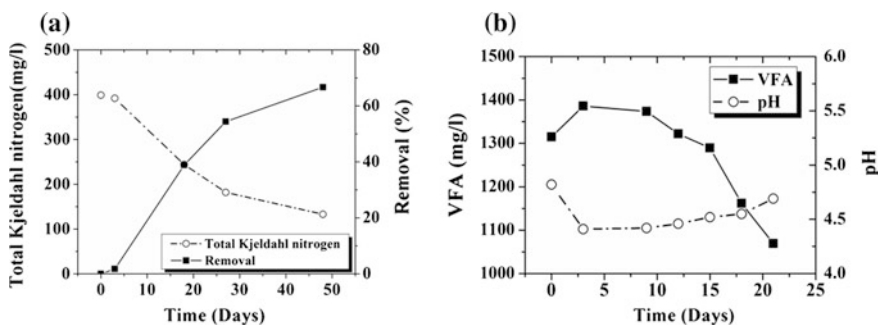 (a)
500
400
300
200
100
0
Total Kjeldahl nitrogen(mg/l)
80
60
40
20
0
Removal (%)
Total Kjeldahl nitrogen
Removal
0 10 20 30 40 50
Time (Days)
(b)
1500
1400
1300
1200
1100
1000
VFA (mg/l)
6.0
5.5
5.0
4.5
4.0
pH
VFA
pH
0 5 10 15 20 25
Time (Days)